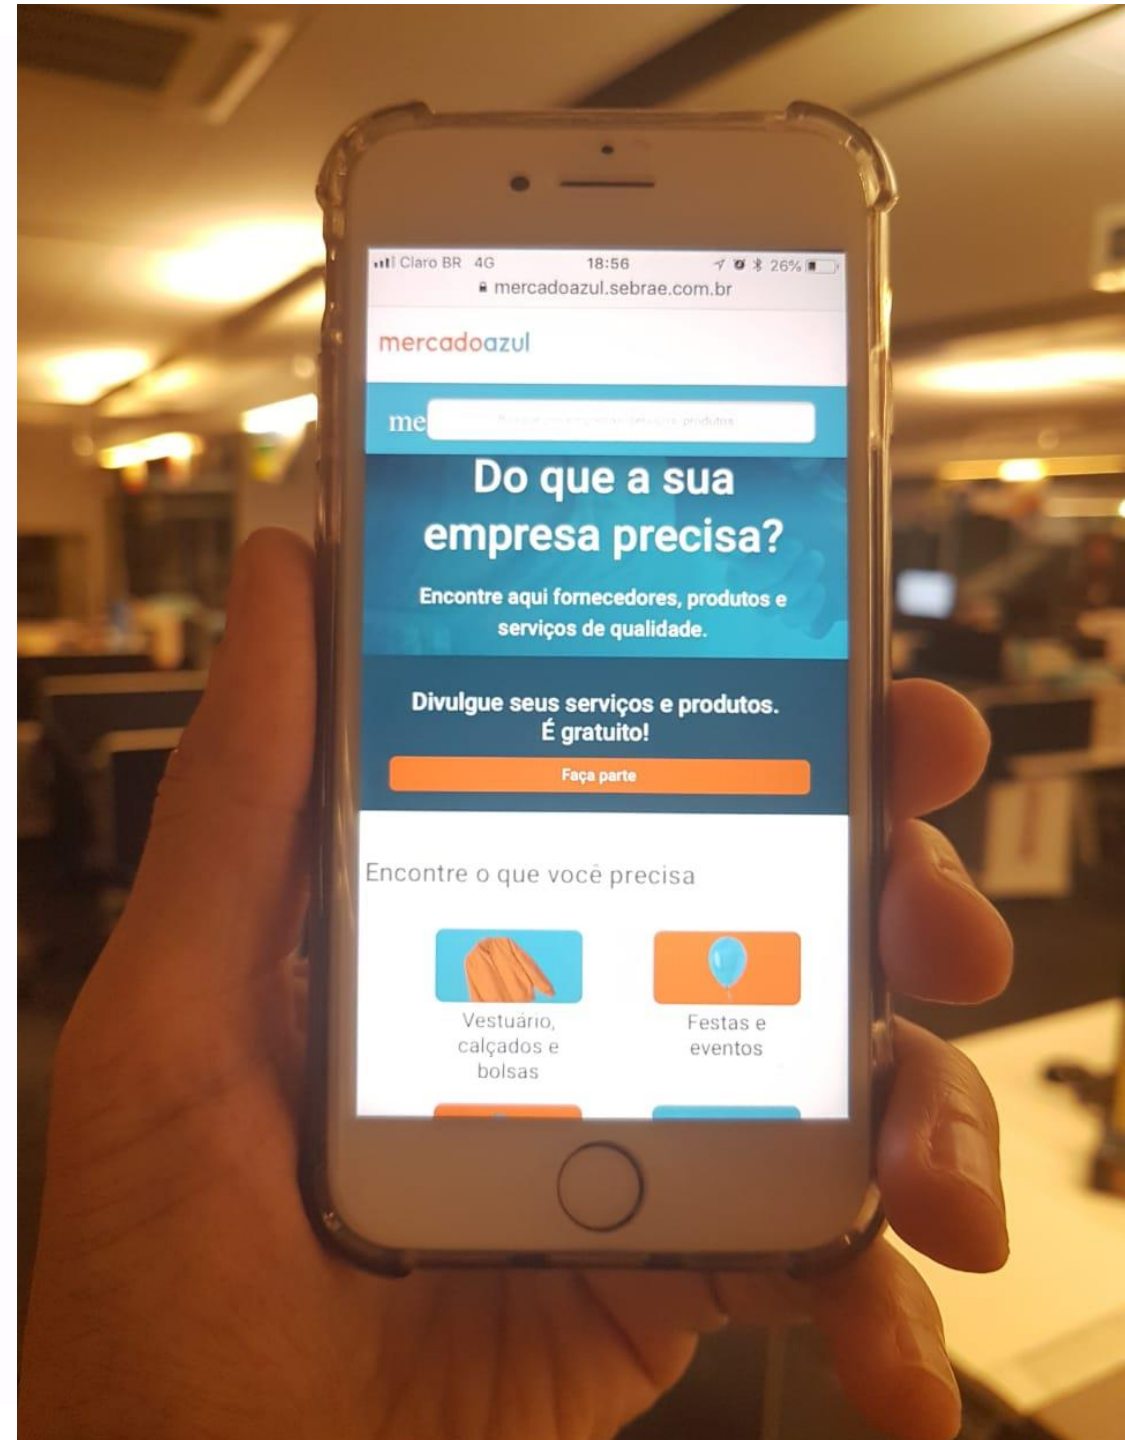 Claro BR 4G 18:56 26%
mercadoazul.sebrae.com.br
mercadoazul
me produtos
Do que a sua
empresa precisa?
Encontre aqui fornecedores, produtos e
serviços de qualidade.
Divulgue seus serviços e produtos.
É gratuito!
Faça parte
Encontre o que você precisa
Vestuário,
calçados e
bolsas
Festas e
eventos